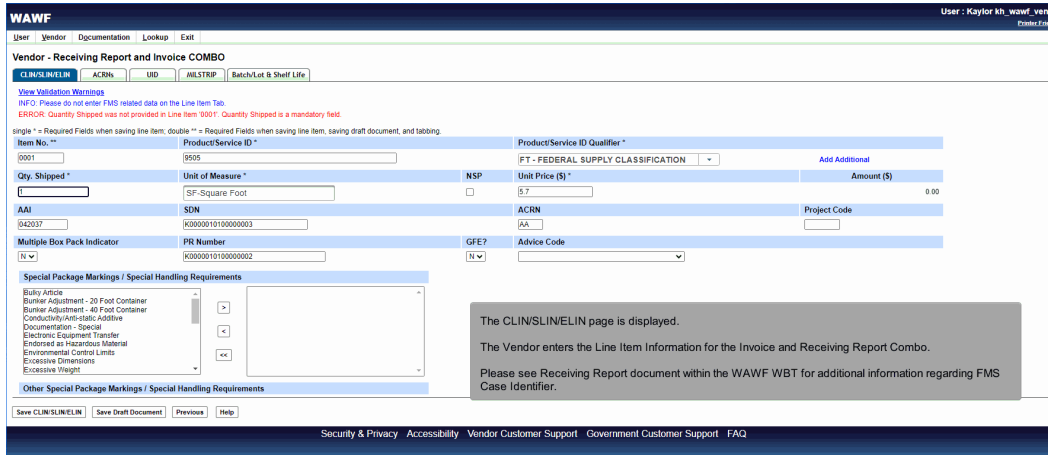 WAWF
User : Kaylor kh_wawf_ven
Printer Frie
User Vendor Documentation Lookup Exit
Vendor - Receiving Report and Invoice COMBO
CLIN/SLIN/ELIN ACRNs UID MILSTRIP Batch/Lot & Shelf Life
View Validation Warnings
INFO: Please do not enter FMS related data on the Line Item Tab.
ERROR: Quantity Shipped was not provided in Line Item '0001'. Quantity Shipped is a mandatory field.
single * = Required Fields when saving line item; double ** = Required Fields when saving line item, saving draft document, and tabbing.
Item No. ** Product/Service ID * Product/Service ID Qualifier *
0001 9505 FT - FEDERAL SUPPLY CLASSIFICATION Add Additional
Qty. Shipped * Unit of Measure * NSP Unit Price ($) * Amount ($)
1 SF-Square Foot 5.7 0.00
AAI SDN ACRN Project Code
042037 K0000010100000003 AA
Multiple Box Pack Indicator PR Number GFE? Advice Code
N K0000010100000002 N
Special Package Markings / Special Handling Requirements
Bulky Article
Bunker Adjustment - 20 Foot Container
Bunker Adjustment - 40 Foot Container
Conductivity/Anti-static Additive
Documentation - Special
Electronic Equipment Transfer
Endorsed as Hazardous Material
Environmental Control Limits
Excessive Dimensions
Excessive Weight
>
<
<<
The CLIN/SLIN/ELIN page is displayed.
The Vendor enters the Line Item Information for the Invoice and Receiving Report Combo.
Please see Receiving Report document within the WAWF WBT for additional information regarding FMS
Case Identifier.
Other Special Package Markings / Special Handling Requirements
Save CLIN/SLIN/ELIN Save Draft Document Previous Help
Security & Privacy Accessibility Vendor Customer Support Government Customer Support FAQ